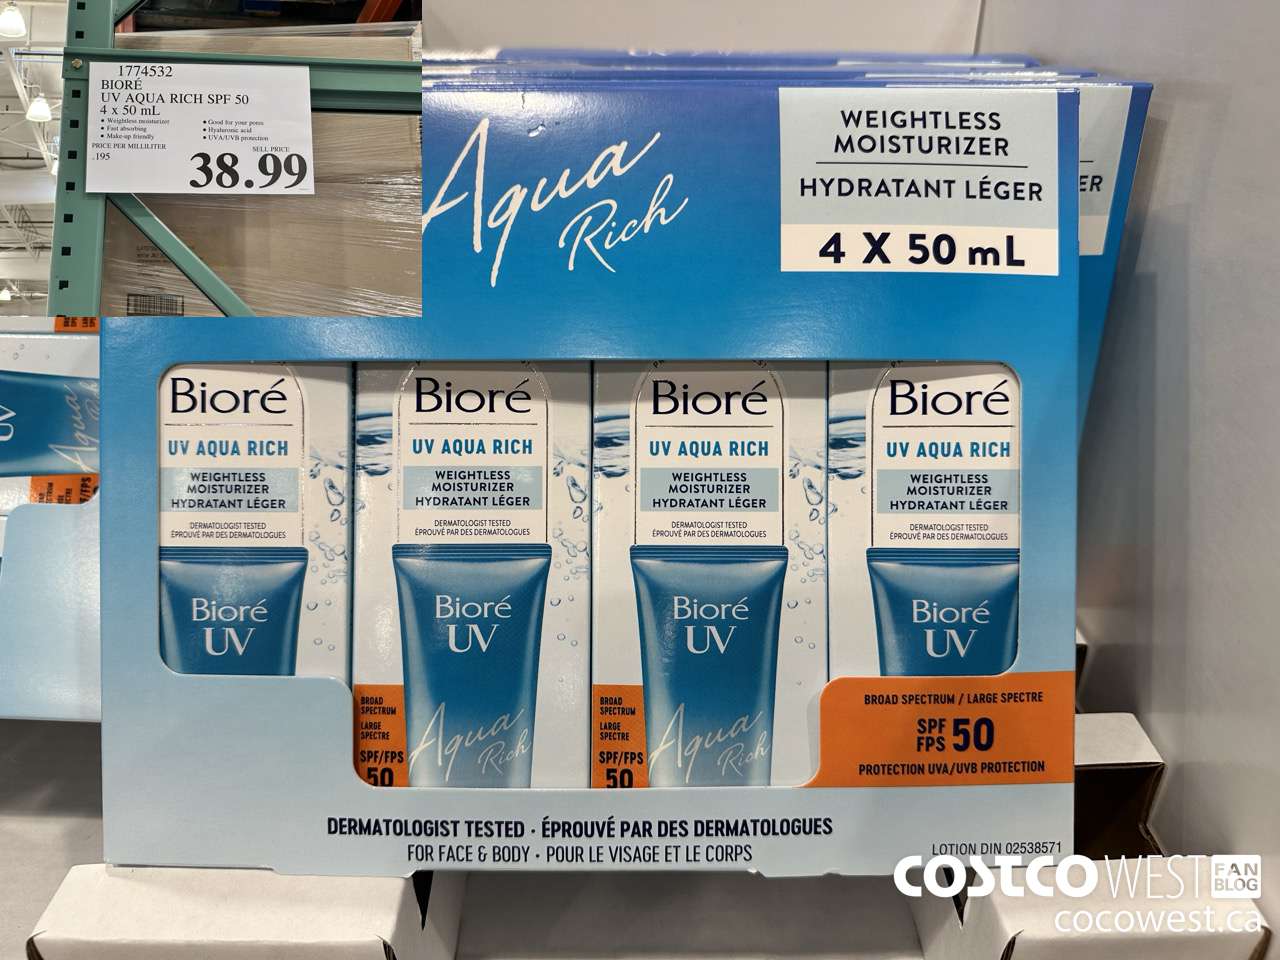 1774532
BIORÉ
UV AQUA RICH SPF 50
4 x 50 mL
• Weightless moisturizer
• Fast absorbing
• Make-up friendly
• Good for your pores
• Hyaluronic acid
• UVA/UVB protection
PRICE PER MILLILITER
.195
SELL PRICE
38.99
Aqua
Rich
WEIGHTLESS
MOISTURIZER
HYDRATANT LÉGER
4 X 50 mL
ER
Bioré
UV AQUA RICH
WEIGHTLESS
MOISTURIZER
HYDRATANT LÉGER
DERMATOLOGIST TESTED
ÉPROUVÉ PAR DES DERMATOLOGUES
Bioré
UV
Bioré
UV AQUA RICH
WEIGHTLESS
MOISTURIZER
HYDRATANT LÉGER
DERMATOLOGIST TESTED
ÉPROUVÉ PAR DES DERMATOLOGUES
Bioré
UV
Aqua
Rich
BROAD
SPECTRUM
LARGE
SPECTRE
SPF/FPS
50
Bioré
UV AQUA RICH
WEIGHTLESS
MOISTURIZER
HYDRATANT LÉGER
DERMATOLOGIST TESTED
ÉPROUVÉ PAR DES DERMATOLOGUES
Bioré
UV
Aqua
Rich
BROAD
SPECTRUM
LARGE
SPECTRE
SPF/FPS
50
Bioré
UV AQUA RICH
WEIGHTLESS
MOISTURIZER
HYDRATANT LÉGER
DERMATOLOGIST TESTED
ÉPROUVÉ PAR DES DERMATOLOGUES
Bioré
UV
BROAD SPECTRUM / LARGE SPECTRE
SPF
FPS 50
PROTECTION UVA/UVB PROTECTION
DERMATOLOGIST TESTED · ÉPROUVÉ PAR DES DERMATOLOGUES
FOR FACE & BODY · POUR LE VISAGE ET LE CORPS
LOTION DIN 02538571
COSTCO WEST FAN BLOG
cocowest.ca